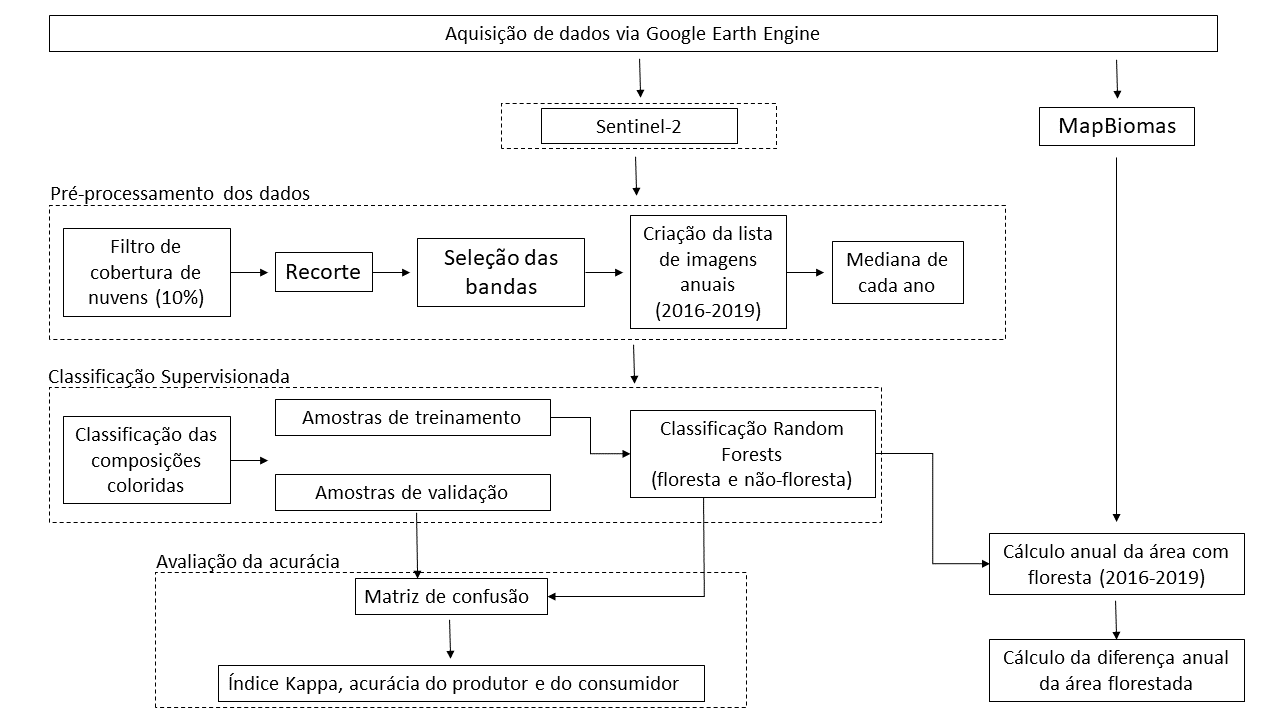 Aquisição de dados via Google Earth Engine
Sentinel-2
MapBiomas
Pré-processamento dos dados
Filtro de
cobertura de
nuvens (10%)
Recorte
Seleção das
bandas
Criação da lista
de imagens
anuais
(2016-2019)
Mediana de
cada ano
Classificação Supervisionada
Classificação das
composições
coloridas
Amostras de treinamento
Amostras de validação
Classificação Random
Forests
(floresta e não-floresta)
Avaliação da acurácia
Matriz de confusão
Índice Kappa, acurácia do produtor e do consumidor
Cálculo anual da área com
floresta (2016-2019)
Cálculo da diferença anual
da área florestada